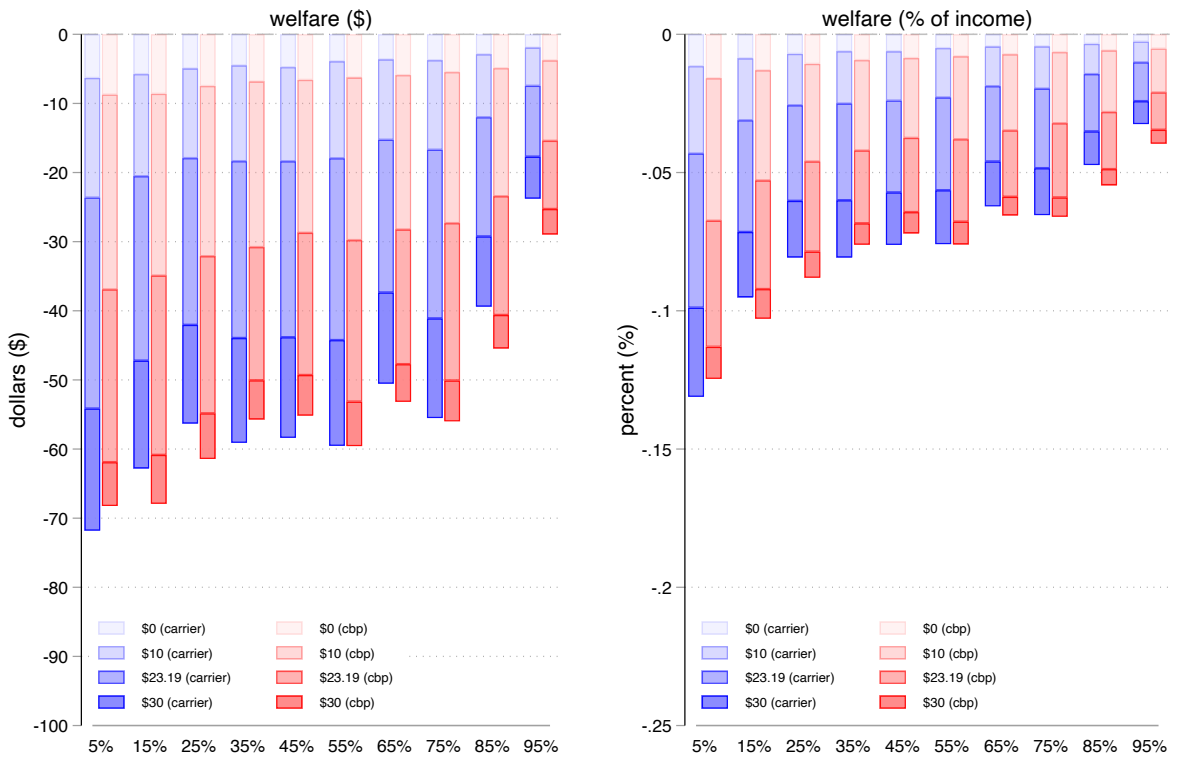 welfare ($)
dollars ($)
0
-10
-20
-30
-40
-50
-60
-70
-80
-90
-100
$0 (carrier) $0 (cbp)
$10 (carrier) $10 (cbp)
$23.19 (carrier) $23.19 (cbp)
$30 (carrier) $30 (cbp)
5% 15% 25% 35% 45% 55% 65% 75% 85% 95%
welfare (% of income)
percent (%)
0
-.05
-.1
-.15
-.2
-.25
$0 (carrier) $0 (cbp)
$10 (carrier) $10 (cbp)
$23.19 (carrier) $23.19 (cbp)
$30 (carrier) $30 (cbp)
5% 15% 25% 35% 45% 55% 65% 75% 85% 95%